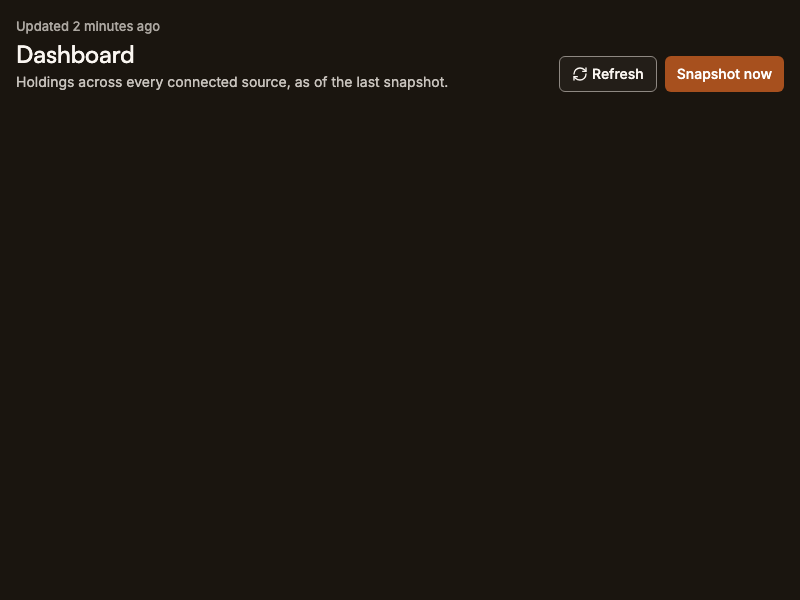 Updated 2 minutes ago
Dashboard
Holdings across every connected source, as of the last snapshot.
Refresh
Snapshot now